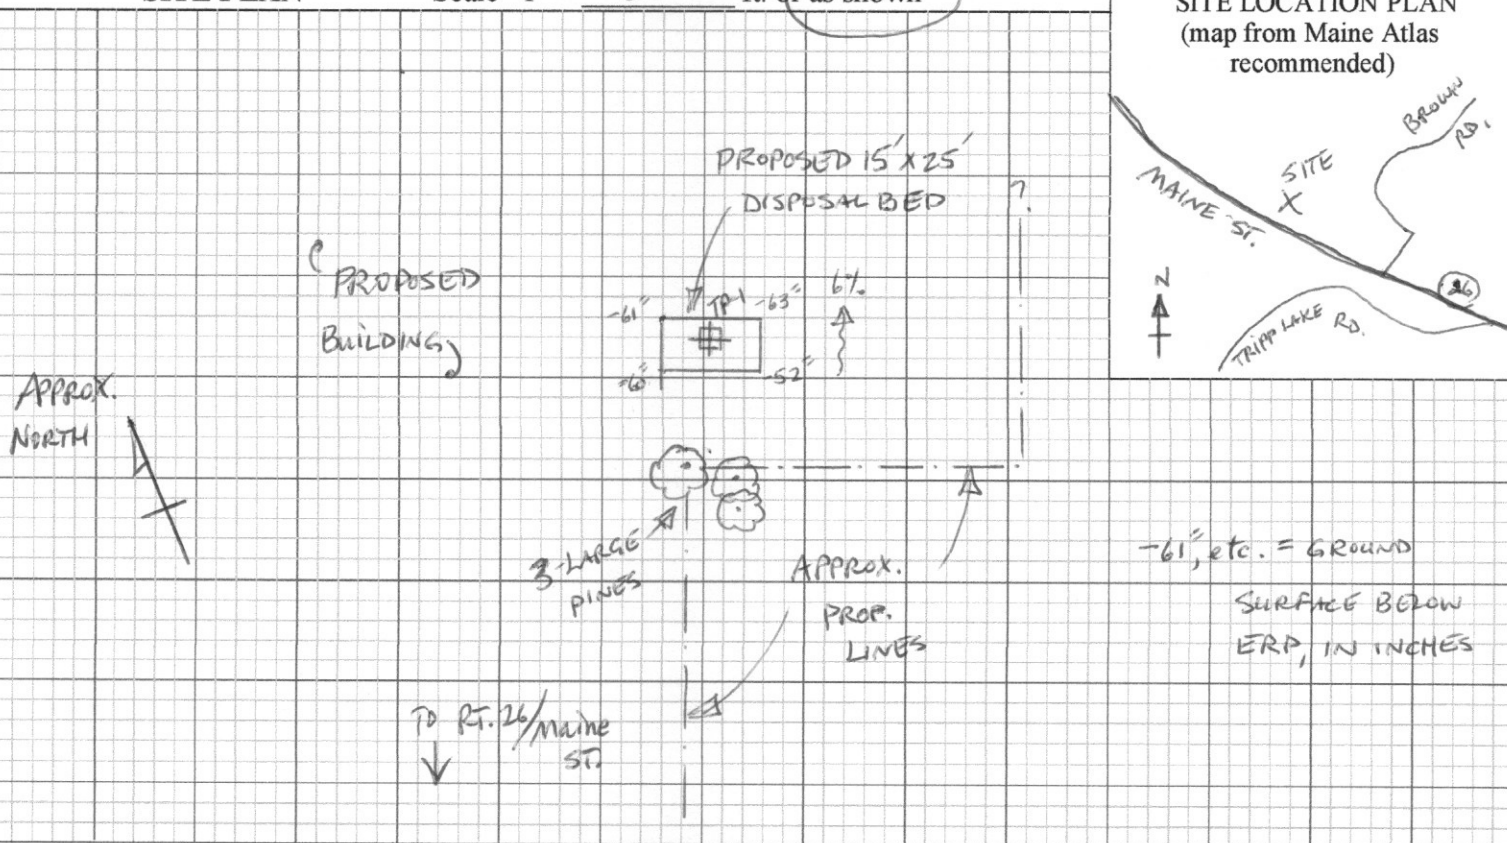 SITE LOCATION PLAN
(map from Maine Atlas
recommended)
BROWN
RD.
SITE
X
MAINE ST.
N
26
TRIPP LAKE RD.
PROPOSED 15' X 25'
DISPOSAL BED
?
(PROPOSED
BUILDING)
-61"
TP-1
-63"
6%
-52"
APPROX.
NORTH
3-LARGE
PINES
APPROX.
PROP.
LINES
-61", etc. = GROUND
SURFACE BELOW
ERP, IN INCHES
TO RT. 26/Maine
ST.